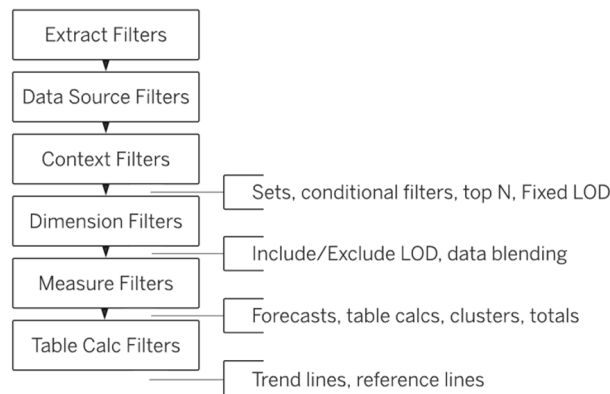 Extract Filters
Data Source Filters
Context Filters
Sets, conditional filters, top N, Fixed LOD
Dimension Filters
Include/Exclude LOD, data blending
Measure Filters
Forecasts, table calcs, clusters, totals
Table Calc Filters
Trend lines, reference lines